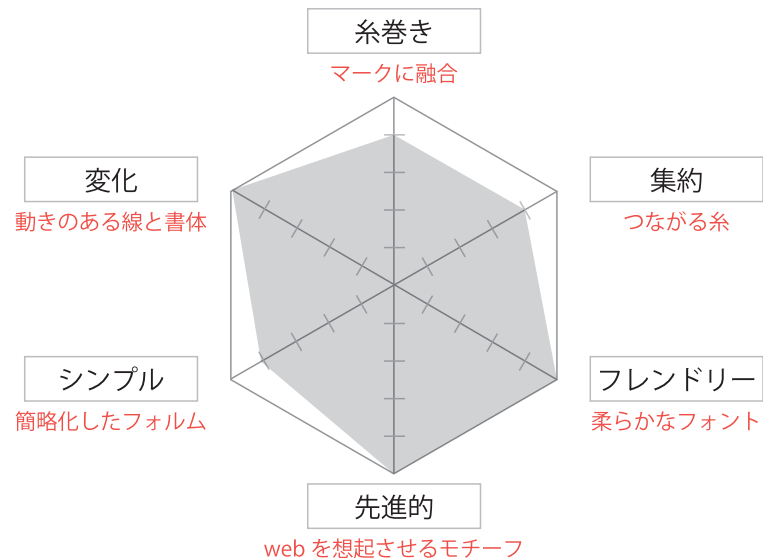 糸巻き
マークに融合
変化
動きのある線と書体
集約
つながる糸
シンプル
簡略化したフォルム
フレンドリー
柔らかなフォント
先進的
web を想起させるモチーフ